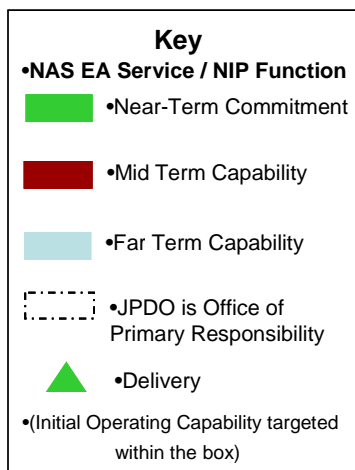 Key
•NAS EA Service / NIP Function
•Near-Term Commitment
•Mid Term Capability
•Far Term Capability
•JPDO is Office of
Primary Responsibility
•Delivery
•(Initial Operating Capability targeted
within the box)